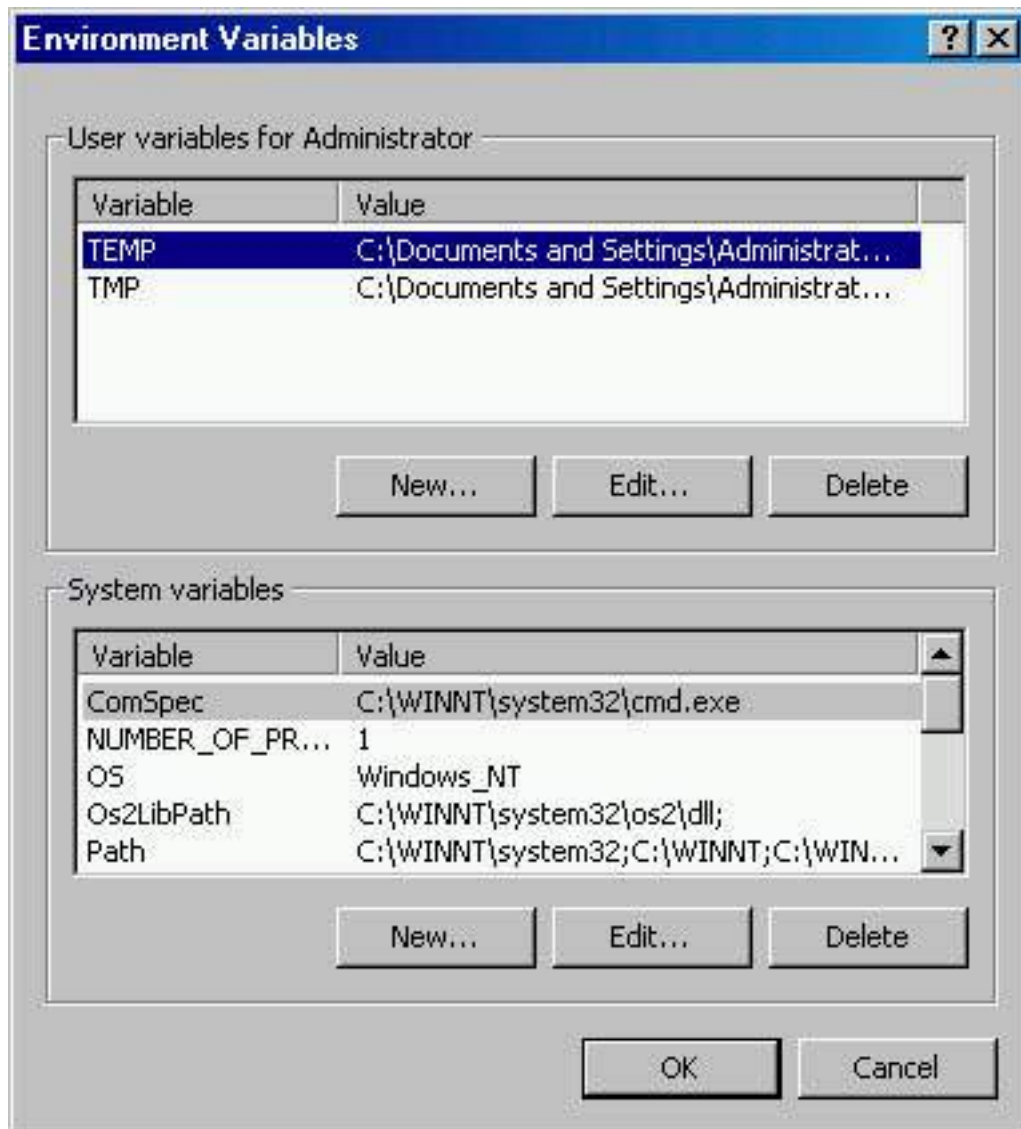 Environment Variables
User variables for Administrator
Variable Value
TEMP C:\Documents and Settings\Administrat...
TMP C:\Documents and Settings\Administrat...
New... Edit... Delete
System variables
Variable Value
ComSpec C:\WINNT\system32\cmd.exe
NUMBER_OF_PR... 1
OS Windows_NT
Os2LibPath C:\WINNT\system32\os2\dll;
Path C:\WINNT\system32;C:\WINNT;C:\WIN...
New... Edit... Delete
OK Cancel